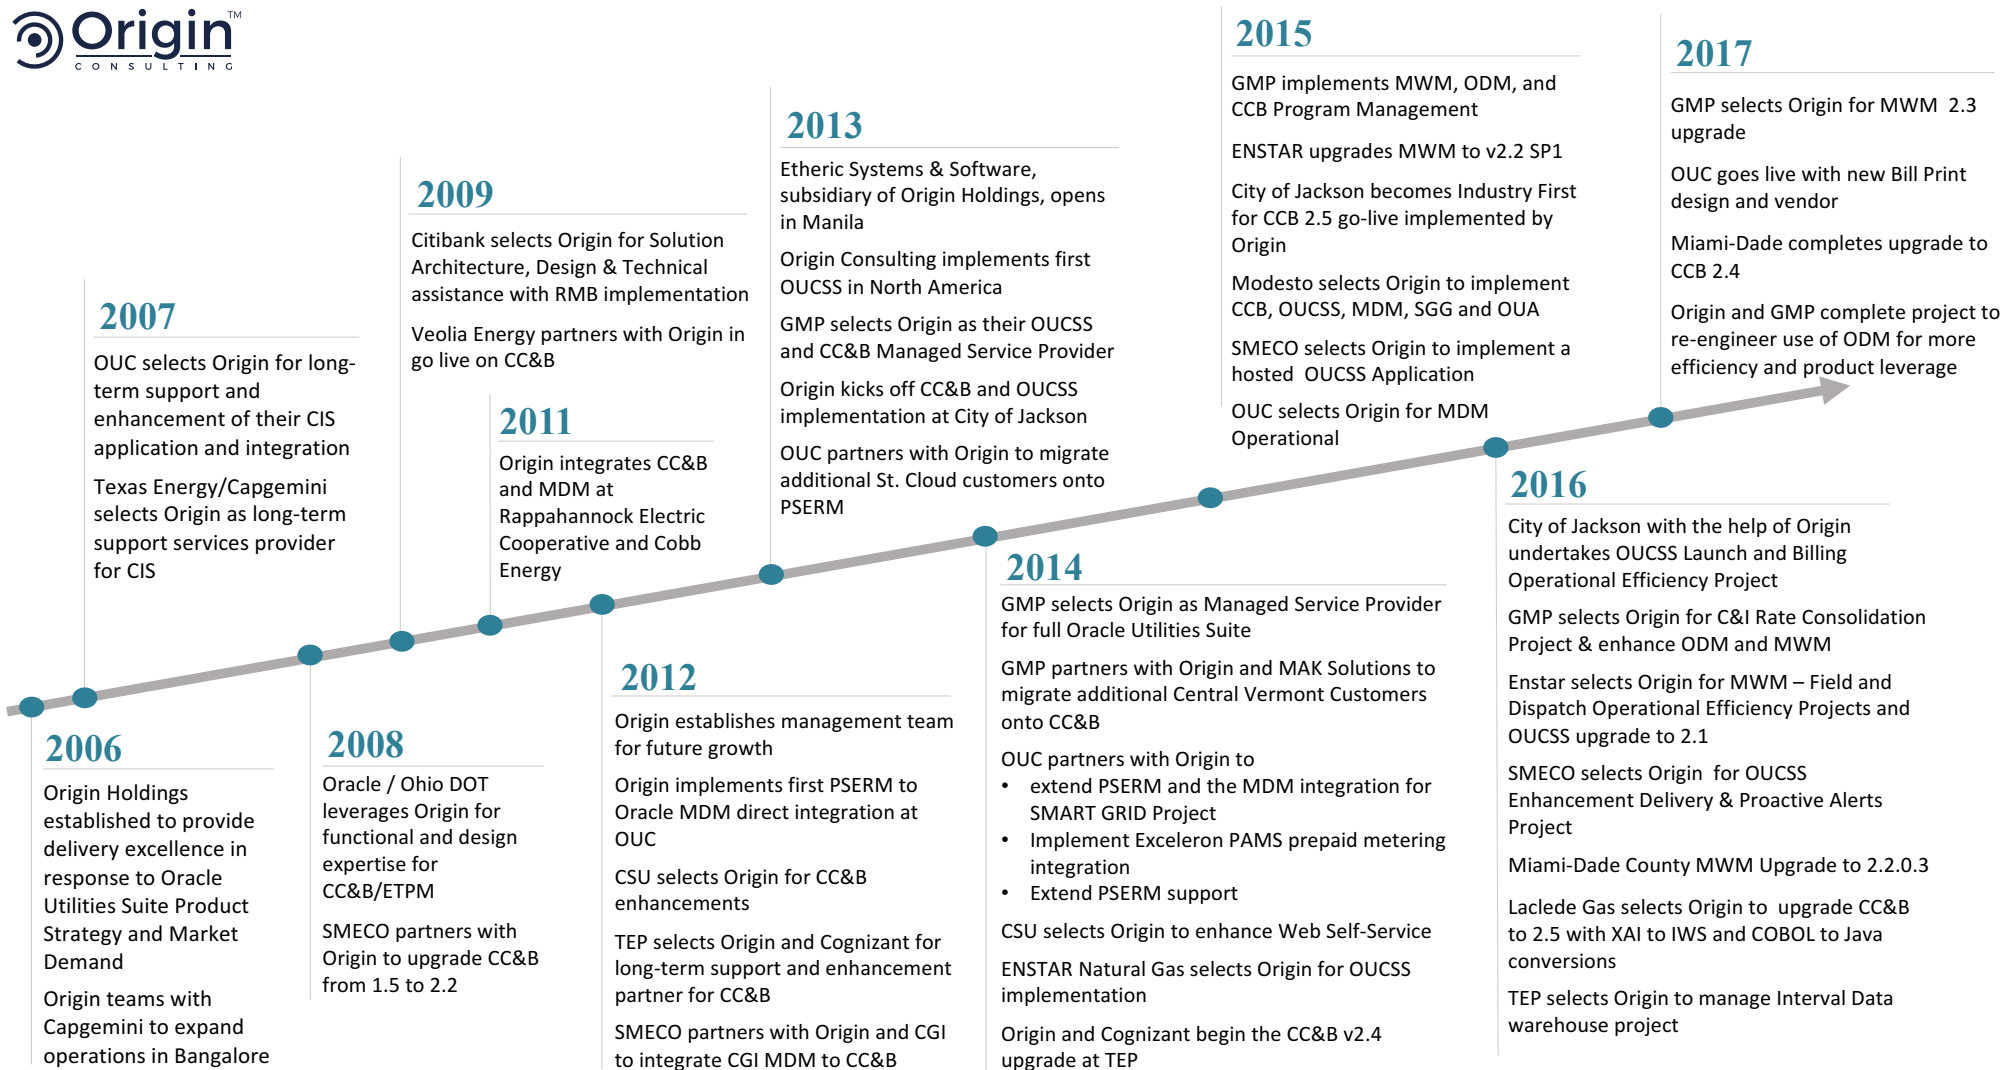 Origin™
CONSULTING
2006
Origin Holdings
established to provide
delivery excellence in
response to Oracle
Utilities Suite Product
Strategy and Market
Demand
Origin teams with
Capgemini to expand
operations in Bangalore
2007
OUC selects Origin for long-
term support and
enhancement of their CIS
application and integration
Texas Energy/Capgemini
selects Origin as long-term
support services provider
for CIS
2008
Oracle / Ohio DOT
leverages Origin for
functional and design
expertise for
CC&B/ETPM
SMECO partners with
Origin to upgrade CC&B
from 1.5 to 2.2
2009
Citibank selects Origin for Solution
Architecture, Design & Technical
assistance with RMB implementation
Veolia Energy partners with Origin in
go live on CC&B
2011
Origin integrates CC&B
and MDM at
Rappahannock Electric
Cooperative and Cobb
Energy
2012
Origin establishes management team
for future growth
Origin implements first PSERM to
Oracle MDM direct integration at
OUC
CSU selects Origin for CC&B
enhancements
TEP selects Origin and Cognizant for
long-term support and enhancement
partner for CC&B
SMECO partners with Origin and CGI
to integrate CGI MDM to CC&B
2013
Etheric Systems & Software,
subsidiary of Origin Holdings, opens
in Manila
Origin Consulting implements first
OUCSS in North America
GMP selects Origin as their OUCSS
and CC&B Managed Service Provider
Origin kicks off CC&B and OUCSS
implementation at City of Jackson
OUC partners with Origin to migrate
additional St. Cloud customers onto
PSERM
2014
GMP selects Origin as Managed Service Provider
for full Oracle Utilities Suite
GMP partners with Origin and MAK Solutions to
migrate additional Central Vermont Customers
onto CC&B
OUC partners with Origin to
• extend PSERM and the MDM integration for
SMART GRID Project
• Implement Exceleron PAMS prepaid metering
integration
• Extend PSERM support
CSU selects Origin to enhance Web Self-Service
ENSTAR Natural Gas selects Origin for OUCSS
implementation
Origin and Cognizant begin the CC&B v2.4
upgrade at TEP
2015
GMP implements MWM, ODM, and
CCB Program Management
ENSTAR upgrades MWM to v2.2 SP1
City of Jackson becomes Industry First
for CCB 2.5 go-live implemented by
Origin
Modesto selects Origin to implement
CCB, OUCSS, MDM, SGG and OUA
SMECO selects Origin to implement a
hosted OUCSS Application
OUC selects Origin for MDM
Operational
2016
City of Jackson with the help of Origin
undertakes OUCSS Launch and Billing
Operational Efficiency Project
GMP selects Origin for C&I Rate Consolidation
Project & enhance ODM and MWM
Enstar selects Origin for MWM – Field and
Dispatch Operational Efficiency Projects and
OUCSS upgrade to 2.1
SMECO selects Origin for OUCSS
Enhancement Delivery & Proactive Alerts
Project
Miami-Dade County MWM Upgrade to 2.2.0.3
Laclede Gas selects Origin to upgrade CC&B
to 2.5 with XAI to IWS and COBOL to Java
conversions
TEP selects Origin to manage Interval Data
warehouse project
2017
GMP selects Origin for MWM 2.3
upgrade
OUC goes live with new Bill Print
design and vendor
Miami-Dade completes upgrade to
CCB 2.4
Origin and GMP complete project to
re-engineer use of ODM for more
efficiency and product leverage